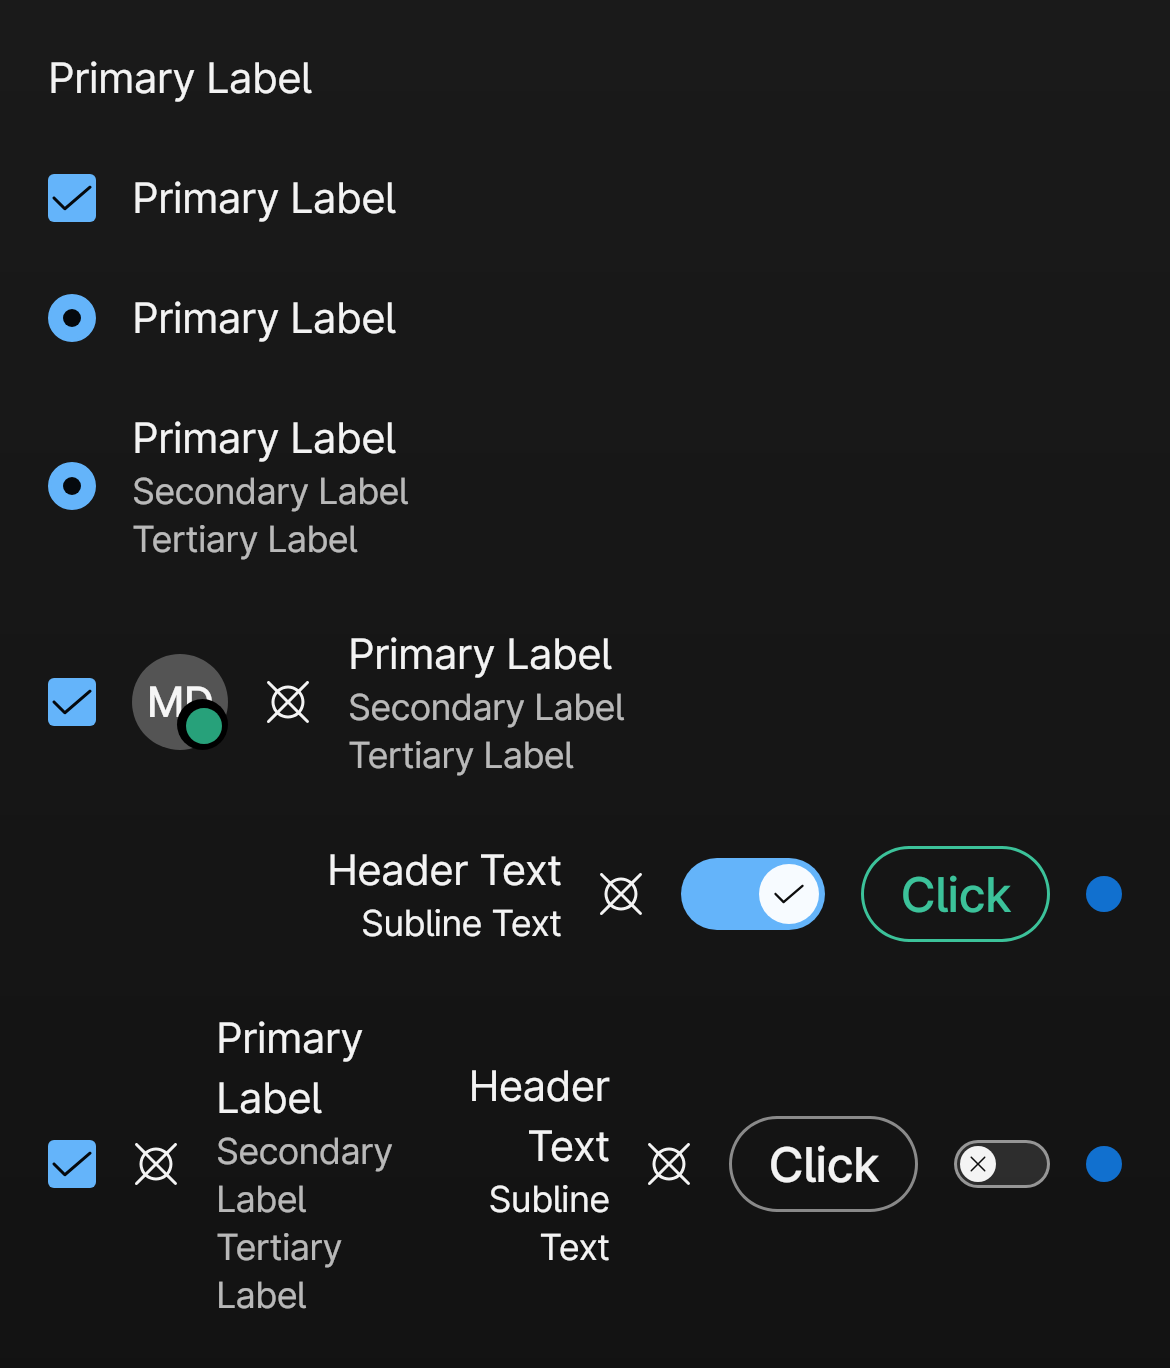 Primary Label
Primary Label
Primary Label
Primary Label
Secondary Label
Tertiary Label
MD
Primary Label
Secondary Label
Tertiary Label
Header Text
Subline Text
Click
Primary
Label
Secondary
Label
Tertiary
Label
Header
Text
Subline
Text
Click